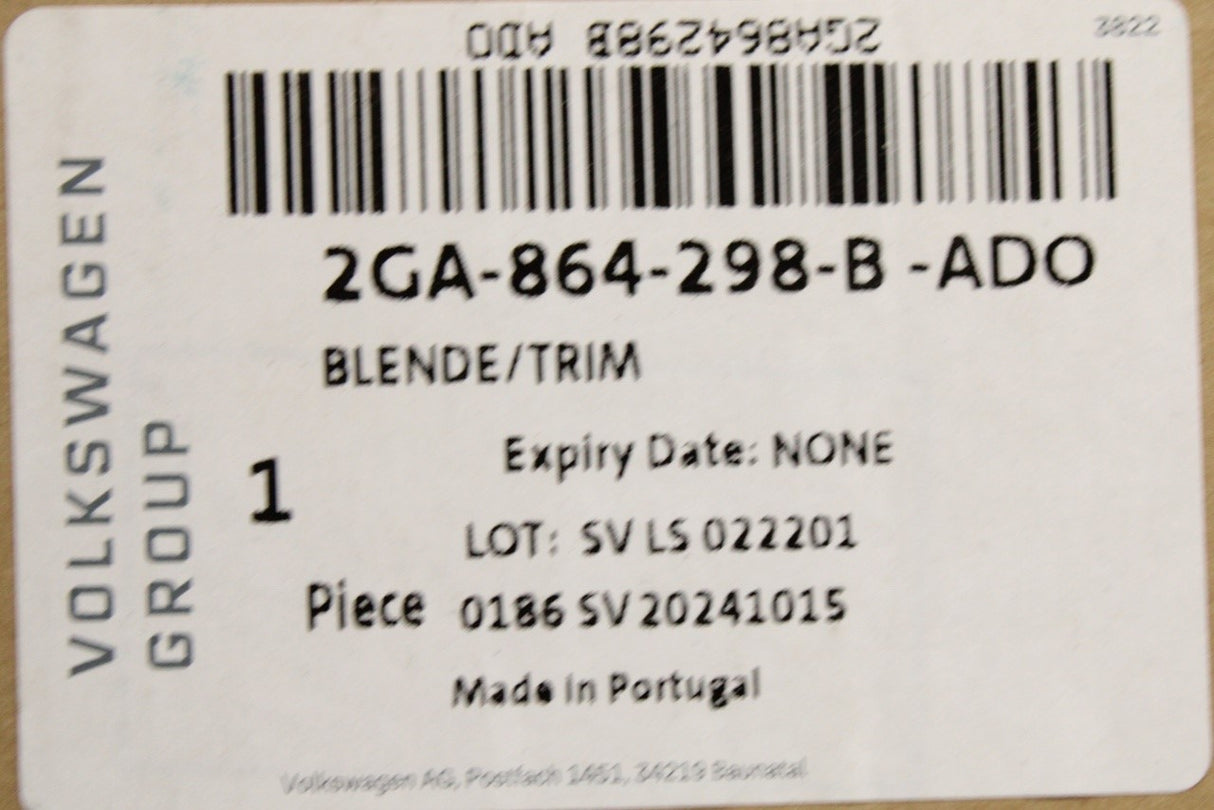 2GA864298B ADO
3822
2GA-864-298-B -ADO
BLENDE/TRIM
Expiry Date: NONE
1
LOT: SV LS 022201
Piece 0186 SV 20241015
Made in Portugal
Volkswagen AG, Postfach 1451, 34219 Baunatal
VOLKSWAGEN
GROUP